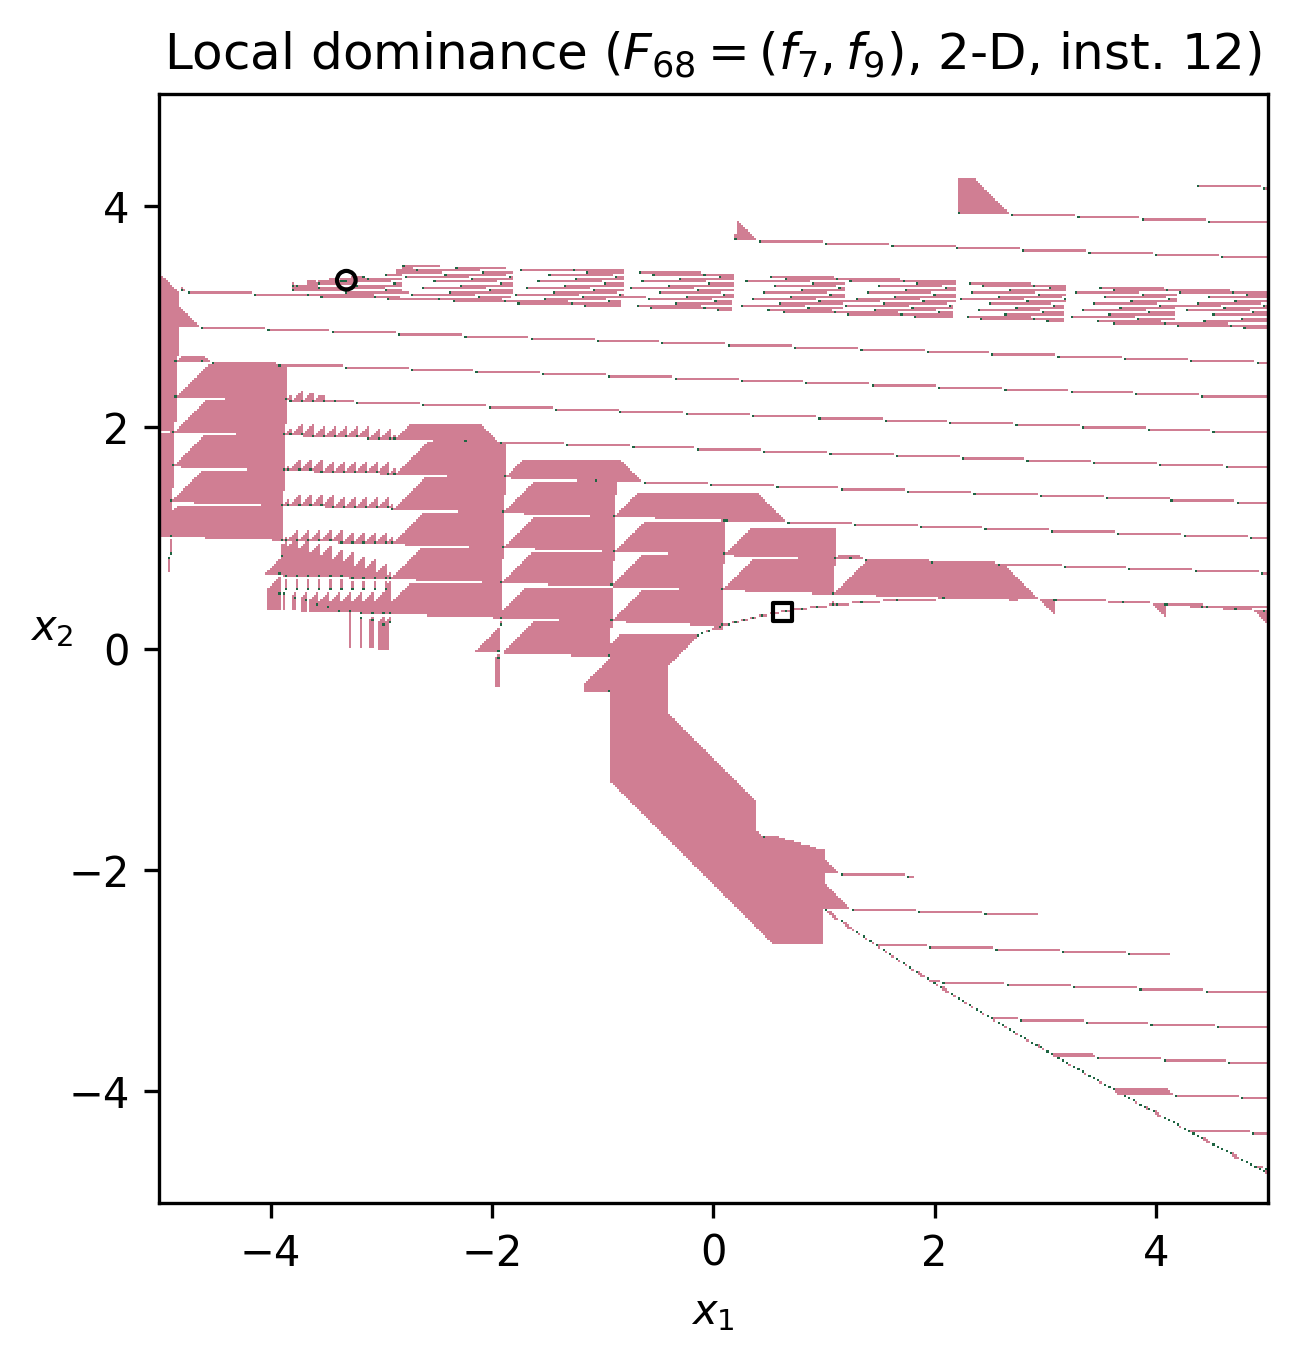 Local dominance (F₆₈ = (f₇, f₉), 2-D, inst. 12)
4
2
x₂
0
−2
−4
−4 −2 0 2 4
x₁